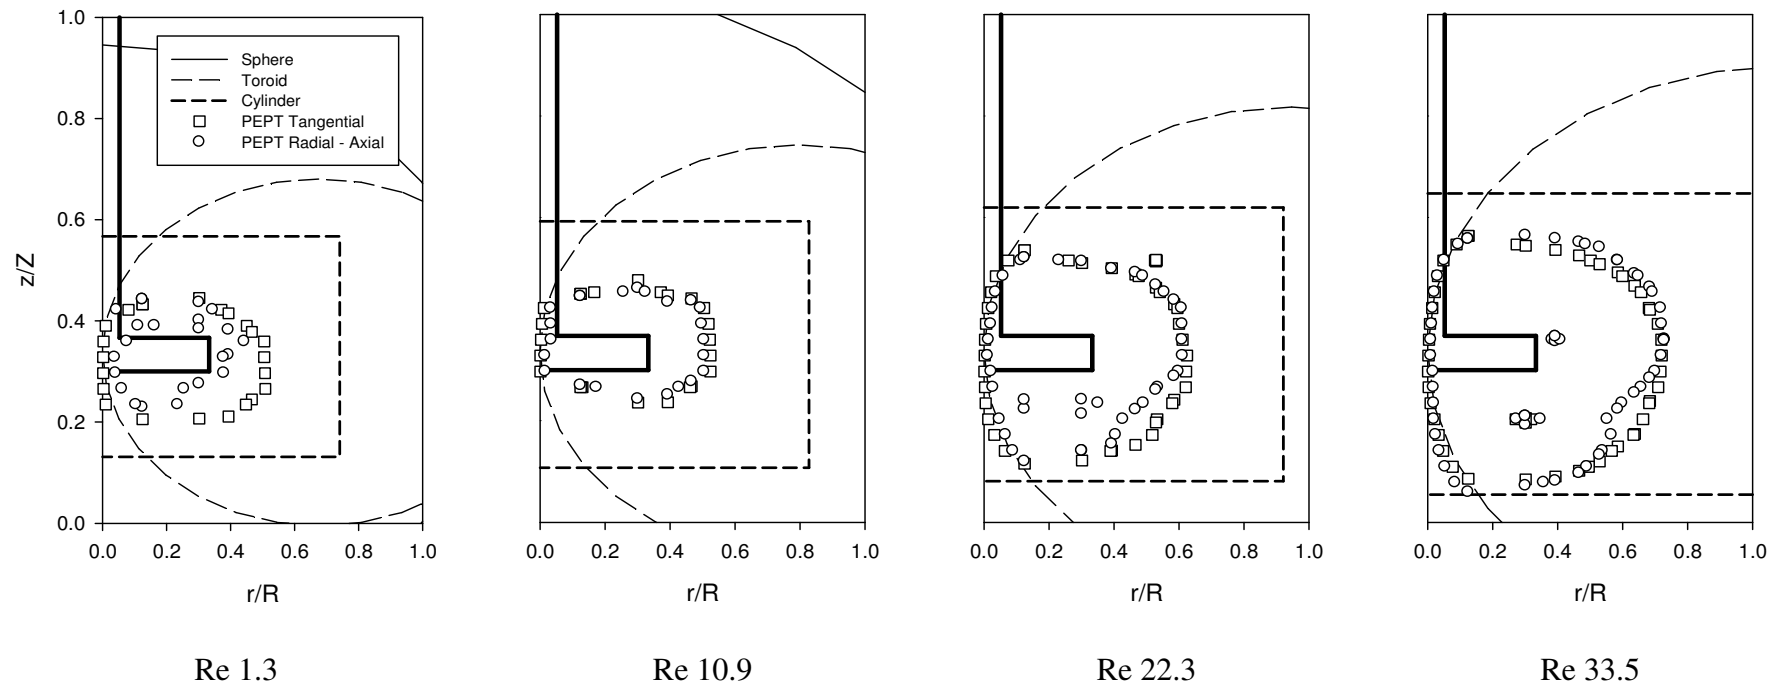 1.0
0.8
0.6
0.4
0.2
0.0
z/Z
Sphere
Toroid
Cylinder
PEPT Tangential
PEPT Radial - Axial
0.0 0.2 0.4 0.6 0.8 1.0
0.0 0.2 0.4 0.6 0.8 1.0
0.0 0.2 0.4 0.6 0.8 1.0
0.0 0.2 0.4 0.6 0.8 1.0
r/R
r/R
r/R
r/R
Re 1.3
Re 10.9
Re 22.3
Re 33.5